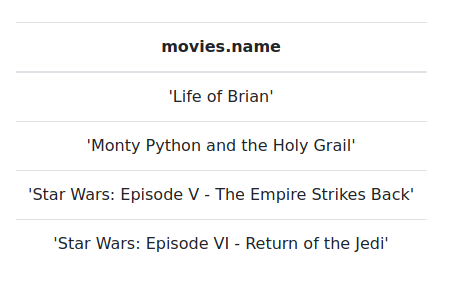 movies.name
'Life of Brian'
'Monty Python and the Holy Grail'
'Star Wars: Episode V - The Empire Strikes Back'
'Star Wars: Episode VI - Return of the Jedi'